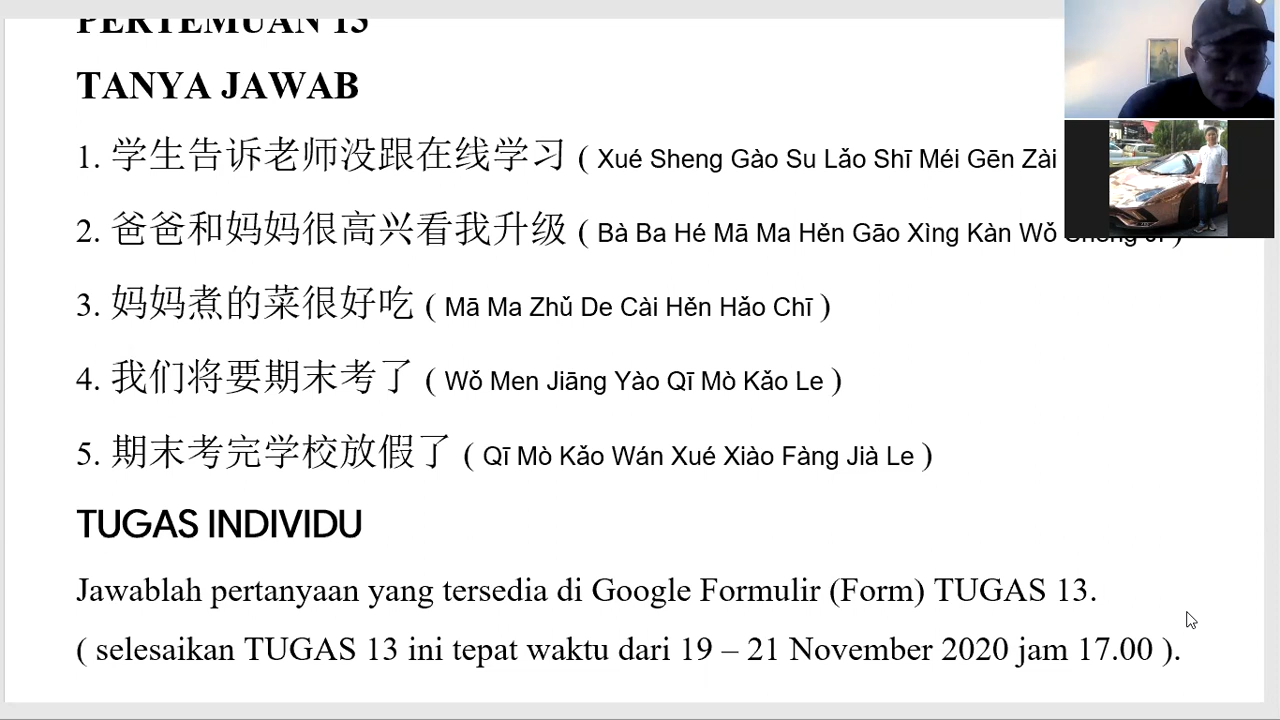 PERTEMUAN 13
TANYA JAWAB
1. 学生告诉老师没跟在线学习 ( Xué Sheng Gào Su Lǎo Shī Méi Gēn Zài
2. 爸爸和妈妈很高兴看我升级 ( Bà Ba Hé Mā Ma Hěn Gāo Xìng Kàn Wǒ )
3. 妈妈煮的菜很好吃 ( Mā Ma Zhǔ De Cài Hěn Hǎo Chī )
4. 我们将要期末考了 ( Wǒ Men Jiāng Yào Qī Mò Kǎo Le )
5. 期末考完学校放假了 ( Qī Mò Kǎo Wán Xué Xiào Fàng Jià Le )
TUGAS INDIVIDU
Jawablah pertanyaan yang tersedia di Google Formulir (Form) TUGAS 13.
( selesaikan TUGAS 13 ini tepat waktu dari 19 – 21 November 2020 jam 17.00 ).